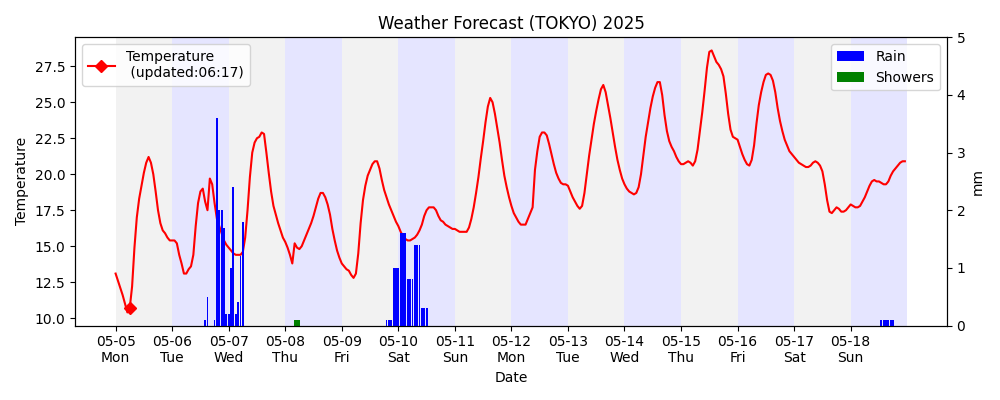 Weather Forecast (TOKYO) 2025
Temperature
(updated:06:17)
Rain
Showers
27.5
25.0
22.5
20.0
17.5
15.0
12.5
10.0
Temperature
5
4
3
2
1
0
mm
05-05 05-06 05-07 05-08 05-09 05-10 05-11 05-12 05-13 05-14 05-15 05-16 05-17 05-18
Mon Tue Wed Thu Fri Sat Sun Mon Tue Wed Thu Fri Sat Sun
Date